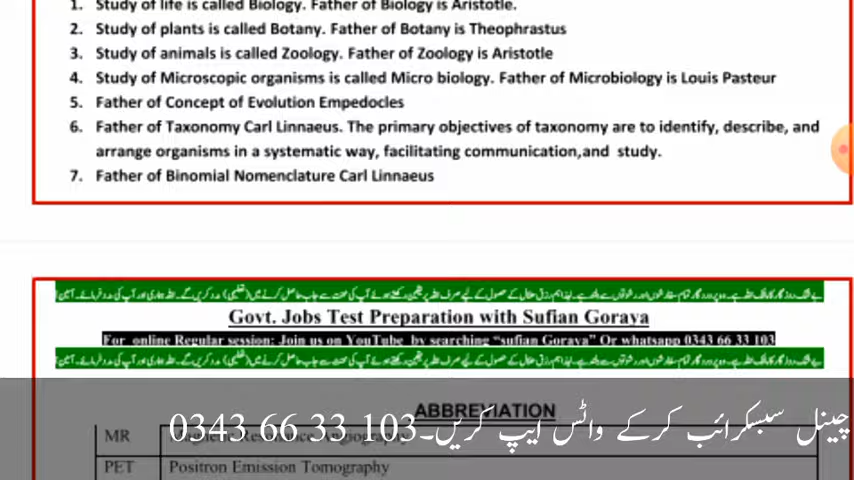 1. Study of life is called Biology. Father of Biology is Aristotle.
2. Study of plants is called Botany. Father of Botany is Theophrastus
3. Study of animals is called Zoology. Father of Zoology is Aristotle
4. Study of Microscopic organisms is called Micro biology. Father of Microbiology is Louis Pasteur
5. Father of Concept of Evolution Empedocles
6. Father of Taxonomy Carl Linnaeus. The primary objectives of taxonomy are to identify, describe, and
arrange organisms in a systematic way, facilitating communication,and study.
7. Father of Binomial Nomenclature Carl Linnaeus
Govt. Jobs Test Preparation with Sufian Goraya
For online Regular session: Join us on YouTube by searching "sufian Goraya" Or whatsapp 0343 66 33 103
ABBREVIATION
چینل سبسکرائب کرکے واٹس ایپ کریں۔103 33 66 0343
MR
PET Positron Emission Tomography